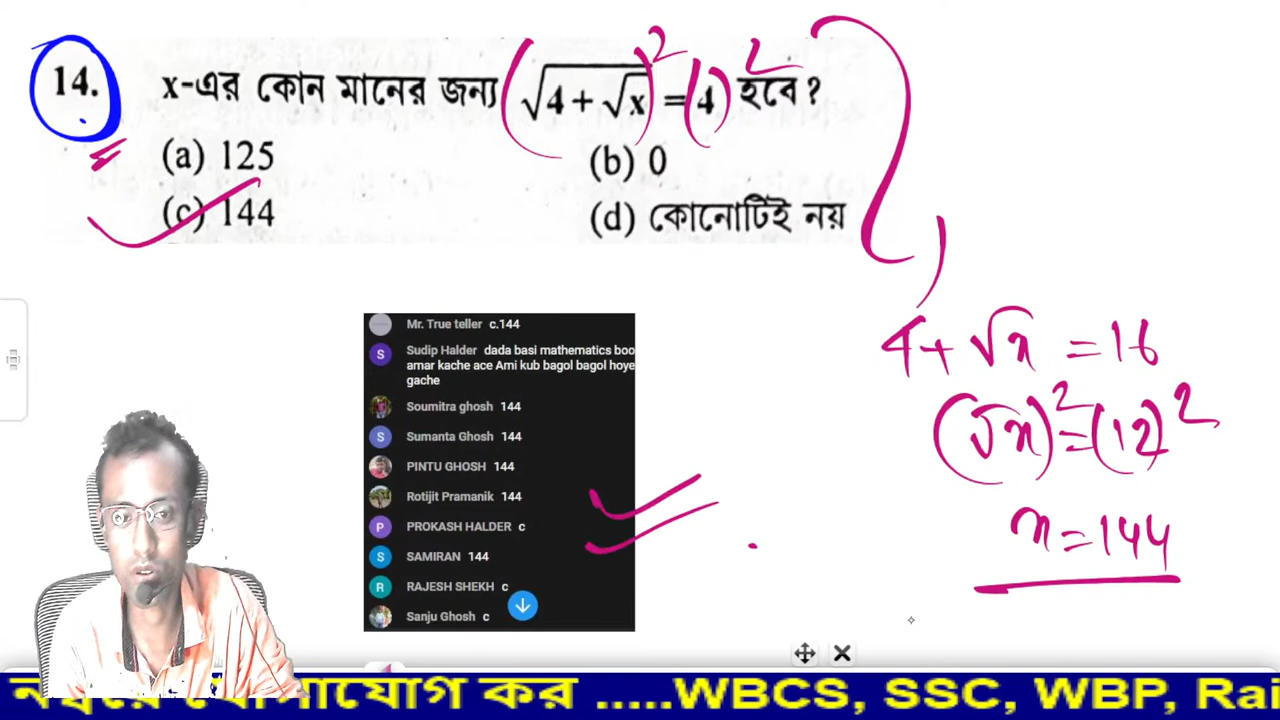 14. x-এর কোন মানের জন্য (√4 + √x)² = (4)² হবে?
(a) 125 (b) 0
(c) 144 (d) কোনোটিই নয়
4 + √x = 16
(√x)² = (12)²
x = 144
Mr. True teller c.144
Sudip Halder dada basi mathematics boo
amar kache ace Ami kub bagol bagol hoye
gache
Soumitra ghosh 144
S Sumanta Ghosh 144
PINTU GHOSH 144
Rotijit Pramanik 144
P PROKASH HALDER c
S SAMIRAN 144
R RAJESH SHEKH c
Sanju Ghosh c
কর .....WBCS, SSC, WBP, Rai